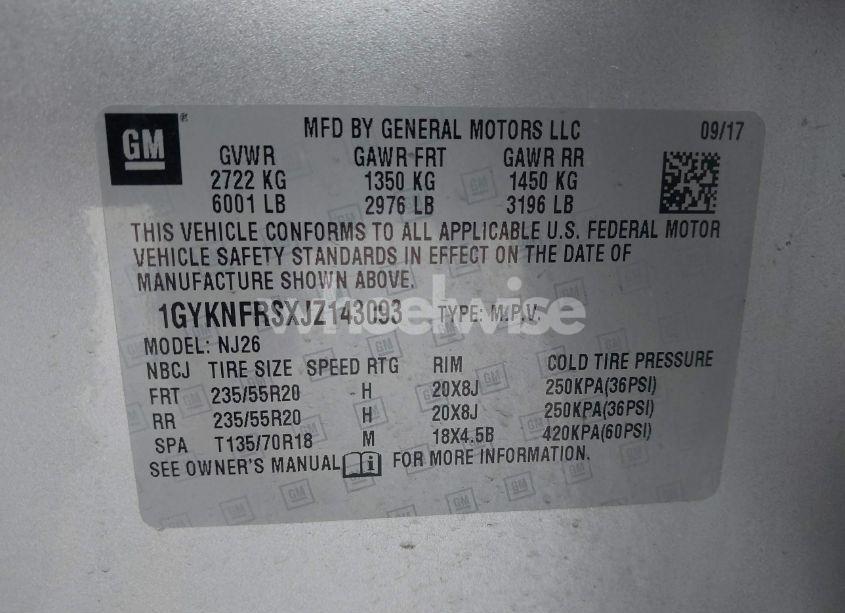 GM®
MFD BY GENERAL MOTORS LLC 09/17
GVWR GAWR FRT GAWR RR
2722 KG 1350 KG 1450 KG
6001 LB 2976 LB 3196 LB
THIS VEHICLE CONFORMS TO ALL APPLICABLE U.S. FEDERAL MOTOR
VEHICLE SAFETY STANDARDS IN EFFECT ON THE DATE OF
MANUFACTURE SHOWN ABOVE.
1GYKNFRSXJZ143093 TYPE: M.P.V.
wheelwise
MODEL: NJ26
NBCJ TIRE SIZE SPEED RTG RIM COLD TIRE PRESSURE
FRT 235/55R20 H 20X8J 250KPA(36PSI)
RR 235/55R20 H 20X8J 250KPA(36PSI)
SPA T135/70R18 M 18X4.5B 420KPA(60PSI)
SEE OWNER'S MANUAL FOR MORE INFORMATION.